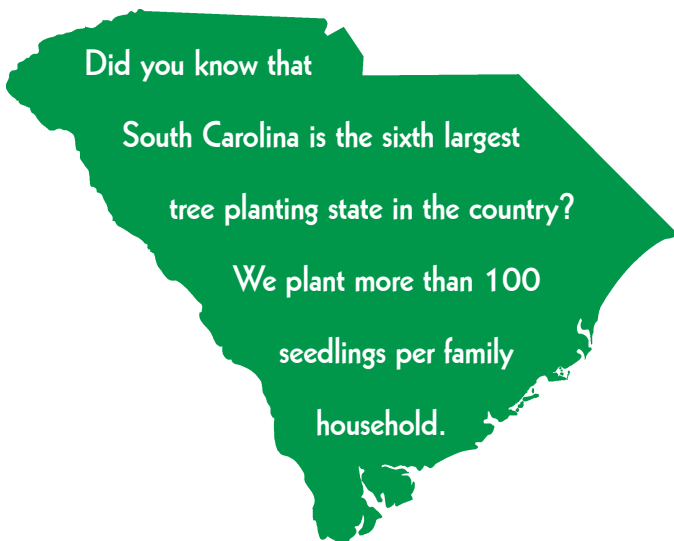 Did you know that
South Carolina is the sixth largest
tree planting state in the country?
We plant more than 100
seedlings per family
household.